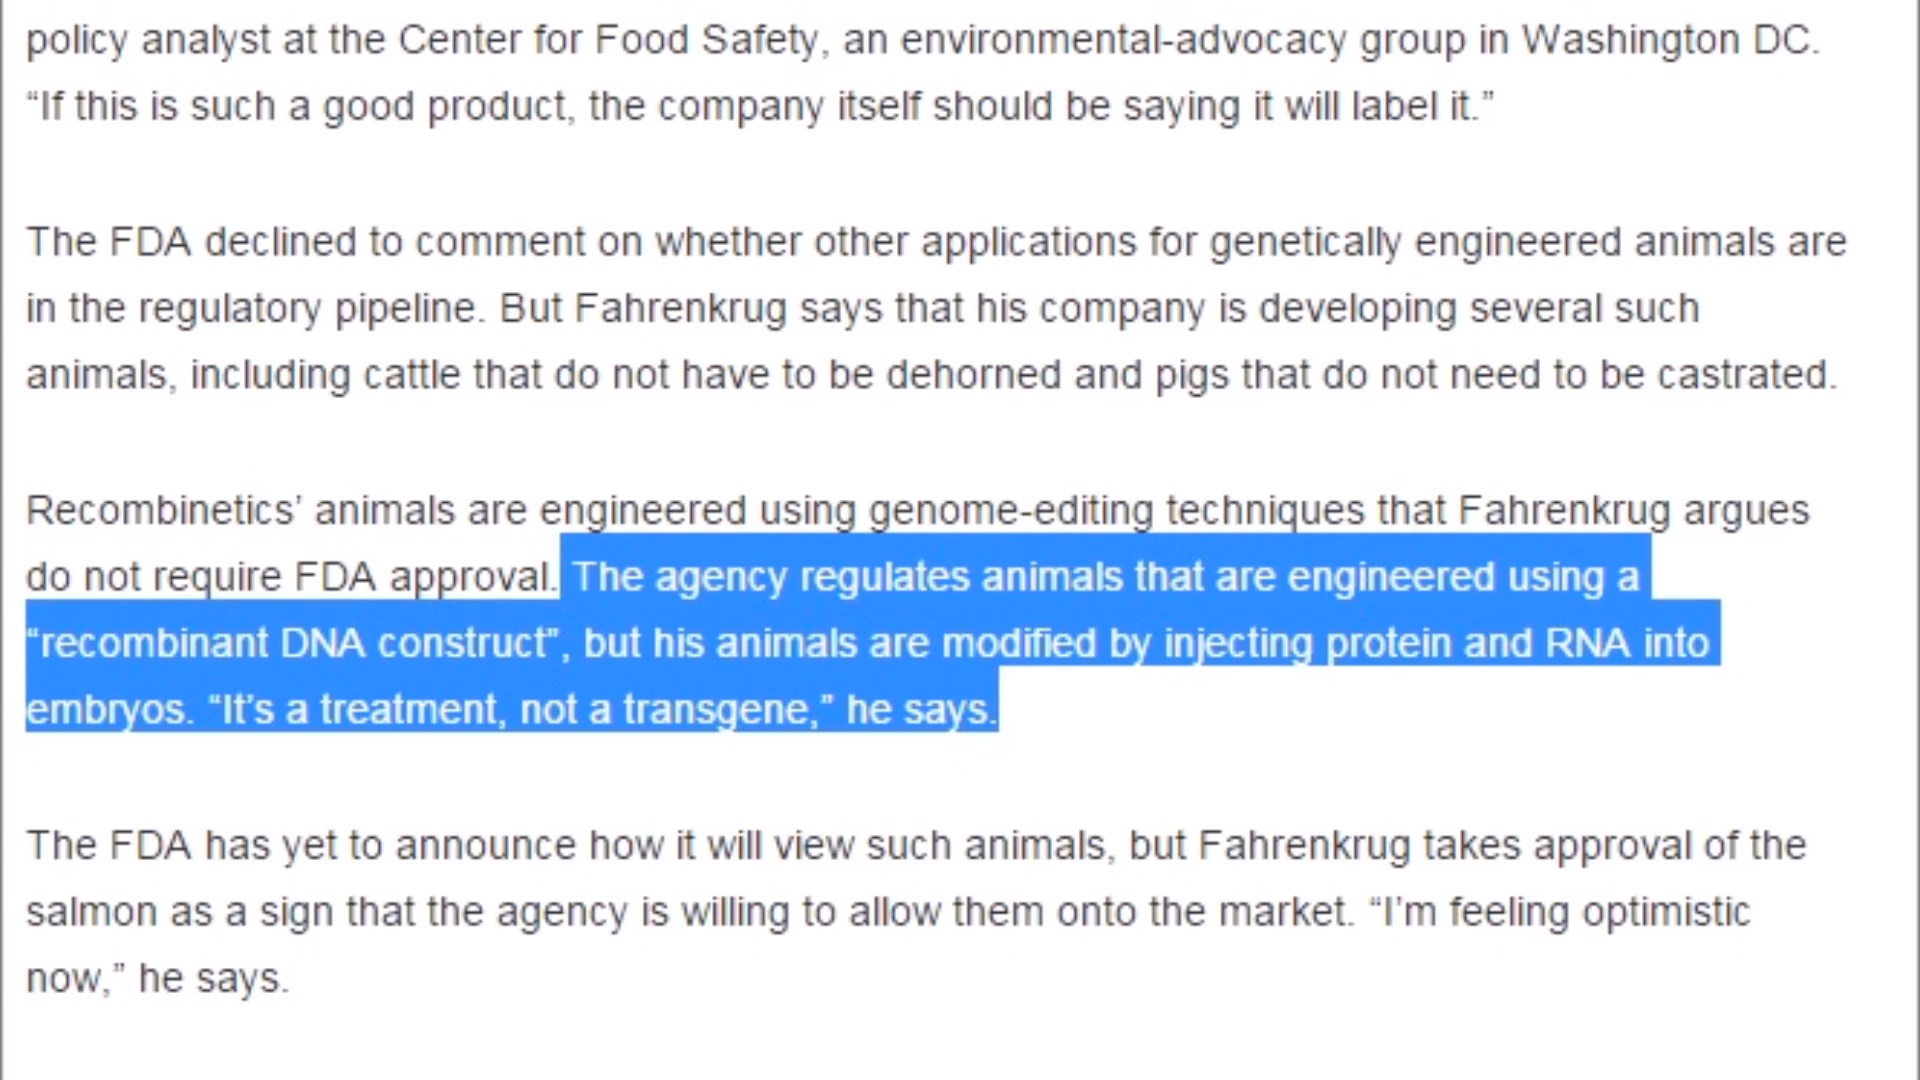 policy analyst at the Center for Food Safety, an environmental-advocacy group in Washington DC.
“If this is such a good product, the company itself should be saying it will label it.”
The FDA declined to comment on whether other applications for genetically engineered animals are
in the regulatory pipeline. But Fahrenkrug says that his company is developing several such
animals, including cattle that do not have to be dehorned and pigs that do not need to be castrated.
Recombinetics’ animals are engineered using genome-editing techniques that Fahrenkrug argues
do not require FDA approval. The agency regulates animals that are engineered using a
“recombinant DNA construct”, but his animals are modified by injecting protein and RNA into
embryos. “It’s a treatment, not a transgene,” he says.
The FDA has yet to announce how it will view such animals, but Fahrenkrug takes approval of the
salmon as a sign that the agency is willing to allow them onto the market. “I’m feeling optimistic
now,” he says.